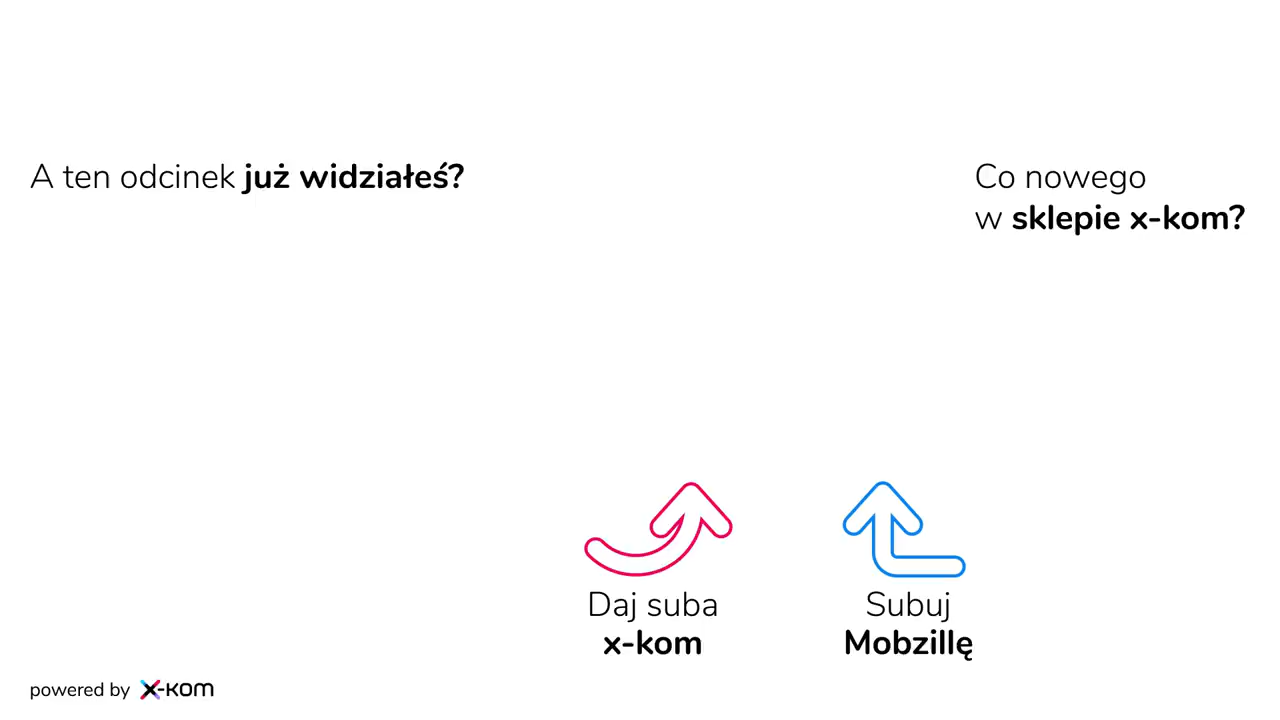 A ten odcinek już widziałeś?
Co nowego
w sklepie x-kom?
Daj suba
x-kom
Subuj
Mobzillę
powered by x-kom